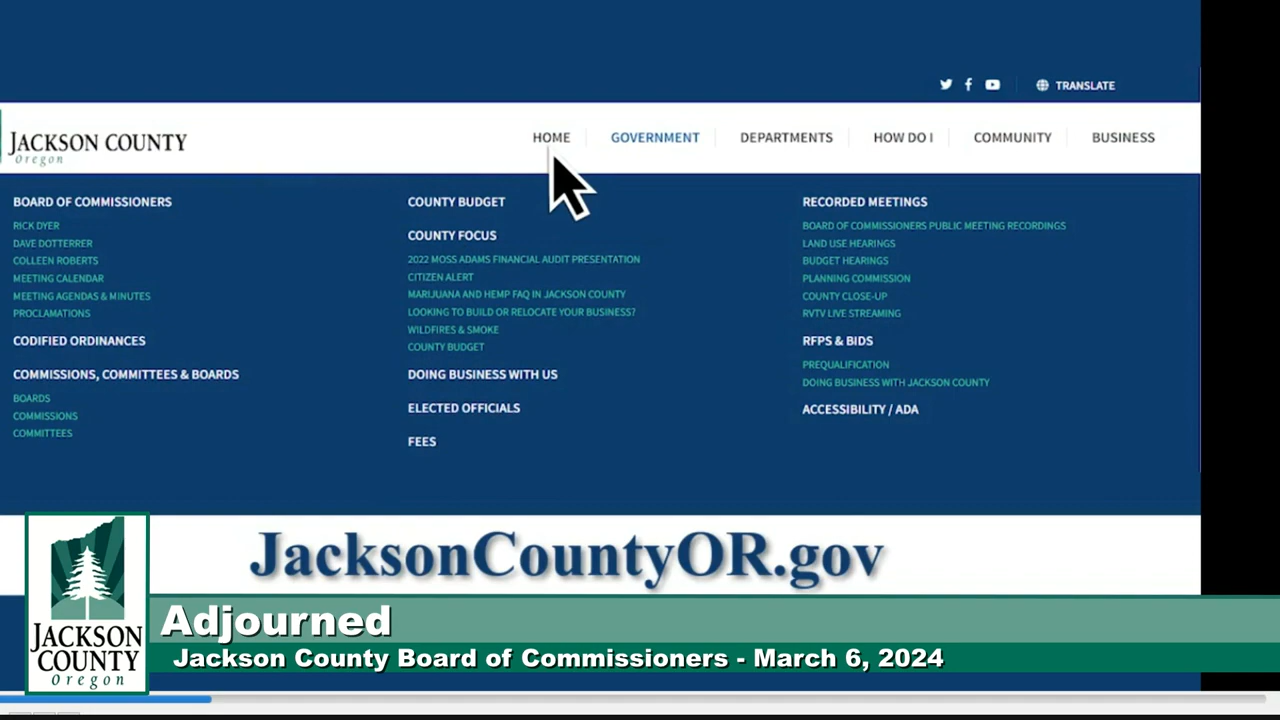 TRANSLATE
JACKSON COUNTY
Oregon
HOME
GOVERNMENT
DEPARTMENTS
HOW DO I
COMMUNITY
BUSINESS
BOARD OF COMMISSIONERS
RICK DYER
DAVE DOTTERRER
COLLEEN ROBERTS
MEETING CALENDAR
MEETING AGENDAS & MINUTES
PROCLAMATIONS
CODIFIED ORDINANCES
COMMISSIONS, COMMITTEES & BOARDS
BOARDS
COMMISSIONS
COMMITTEES
COUNTY BUDGET
COUNTY FOCUS
2022 MOSS ADAMS FINANCIAL AUDIT PRESENTATION
CITIZEN ALERT
MARIJUANA AND HEMP FAQ IN JACKSON COUNTY
LOOKING TO BUILD OR RELOCATE YOUR BUSINESS?
WILDFIRES & SMOKE
COUNTY BUDGET
DOING BUSINESS WITH US
ELECTED OFFICIALS
FEES
RECORDED MEETINGS
BOARD OF COMMISSIONERS PUBLIC MEETING RECORDINGS
LAND USE HEARINGS
BUDGET HEARINGS
PLANNING COMMISSION
COUNTY CLOSE-UP
RVTV LIVE STREAMING
RFPS & BIDS
PREQUALIFICATION
DOING BUSINESS WITH JACKSON COUNTY
ACCESSIBILITY / ADA
JacksonCountyOR.gov
JACKSON
COUNTY
Oregon
Adjourned
Jackson County Board of Commissioners - March 6, 2024